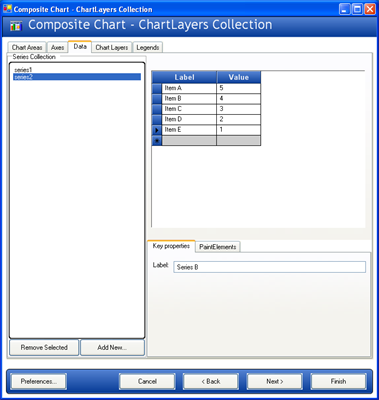 Composite Chart - ChartLayers Collection
Composite Chart - ChartLayers Collection
Chart Areas Axes Data Chart Layers Legends
Series Collection
series1
series2
Label Value
Item A 5
Item B 4
Item C 3
Item D 2
Item E 1
Key properties PaintElements
Label: Series B
Remove Selected Add New...
Preferences... Cancel < Back Next > Finish